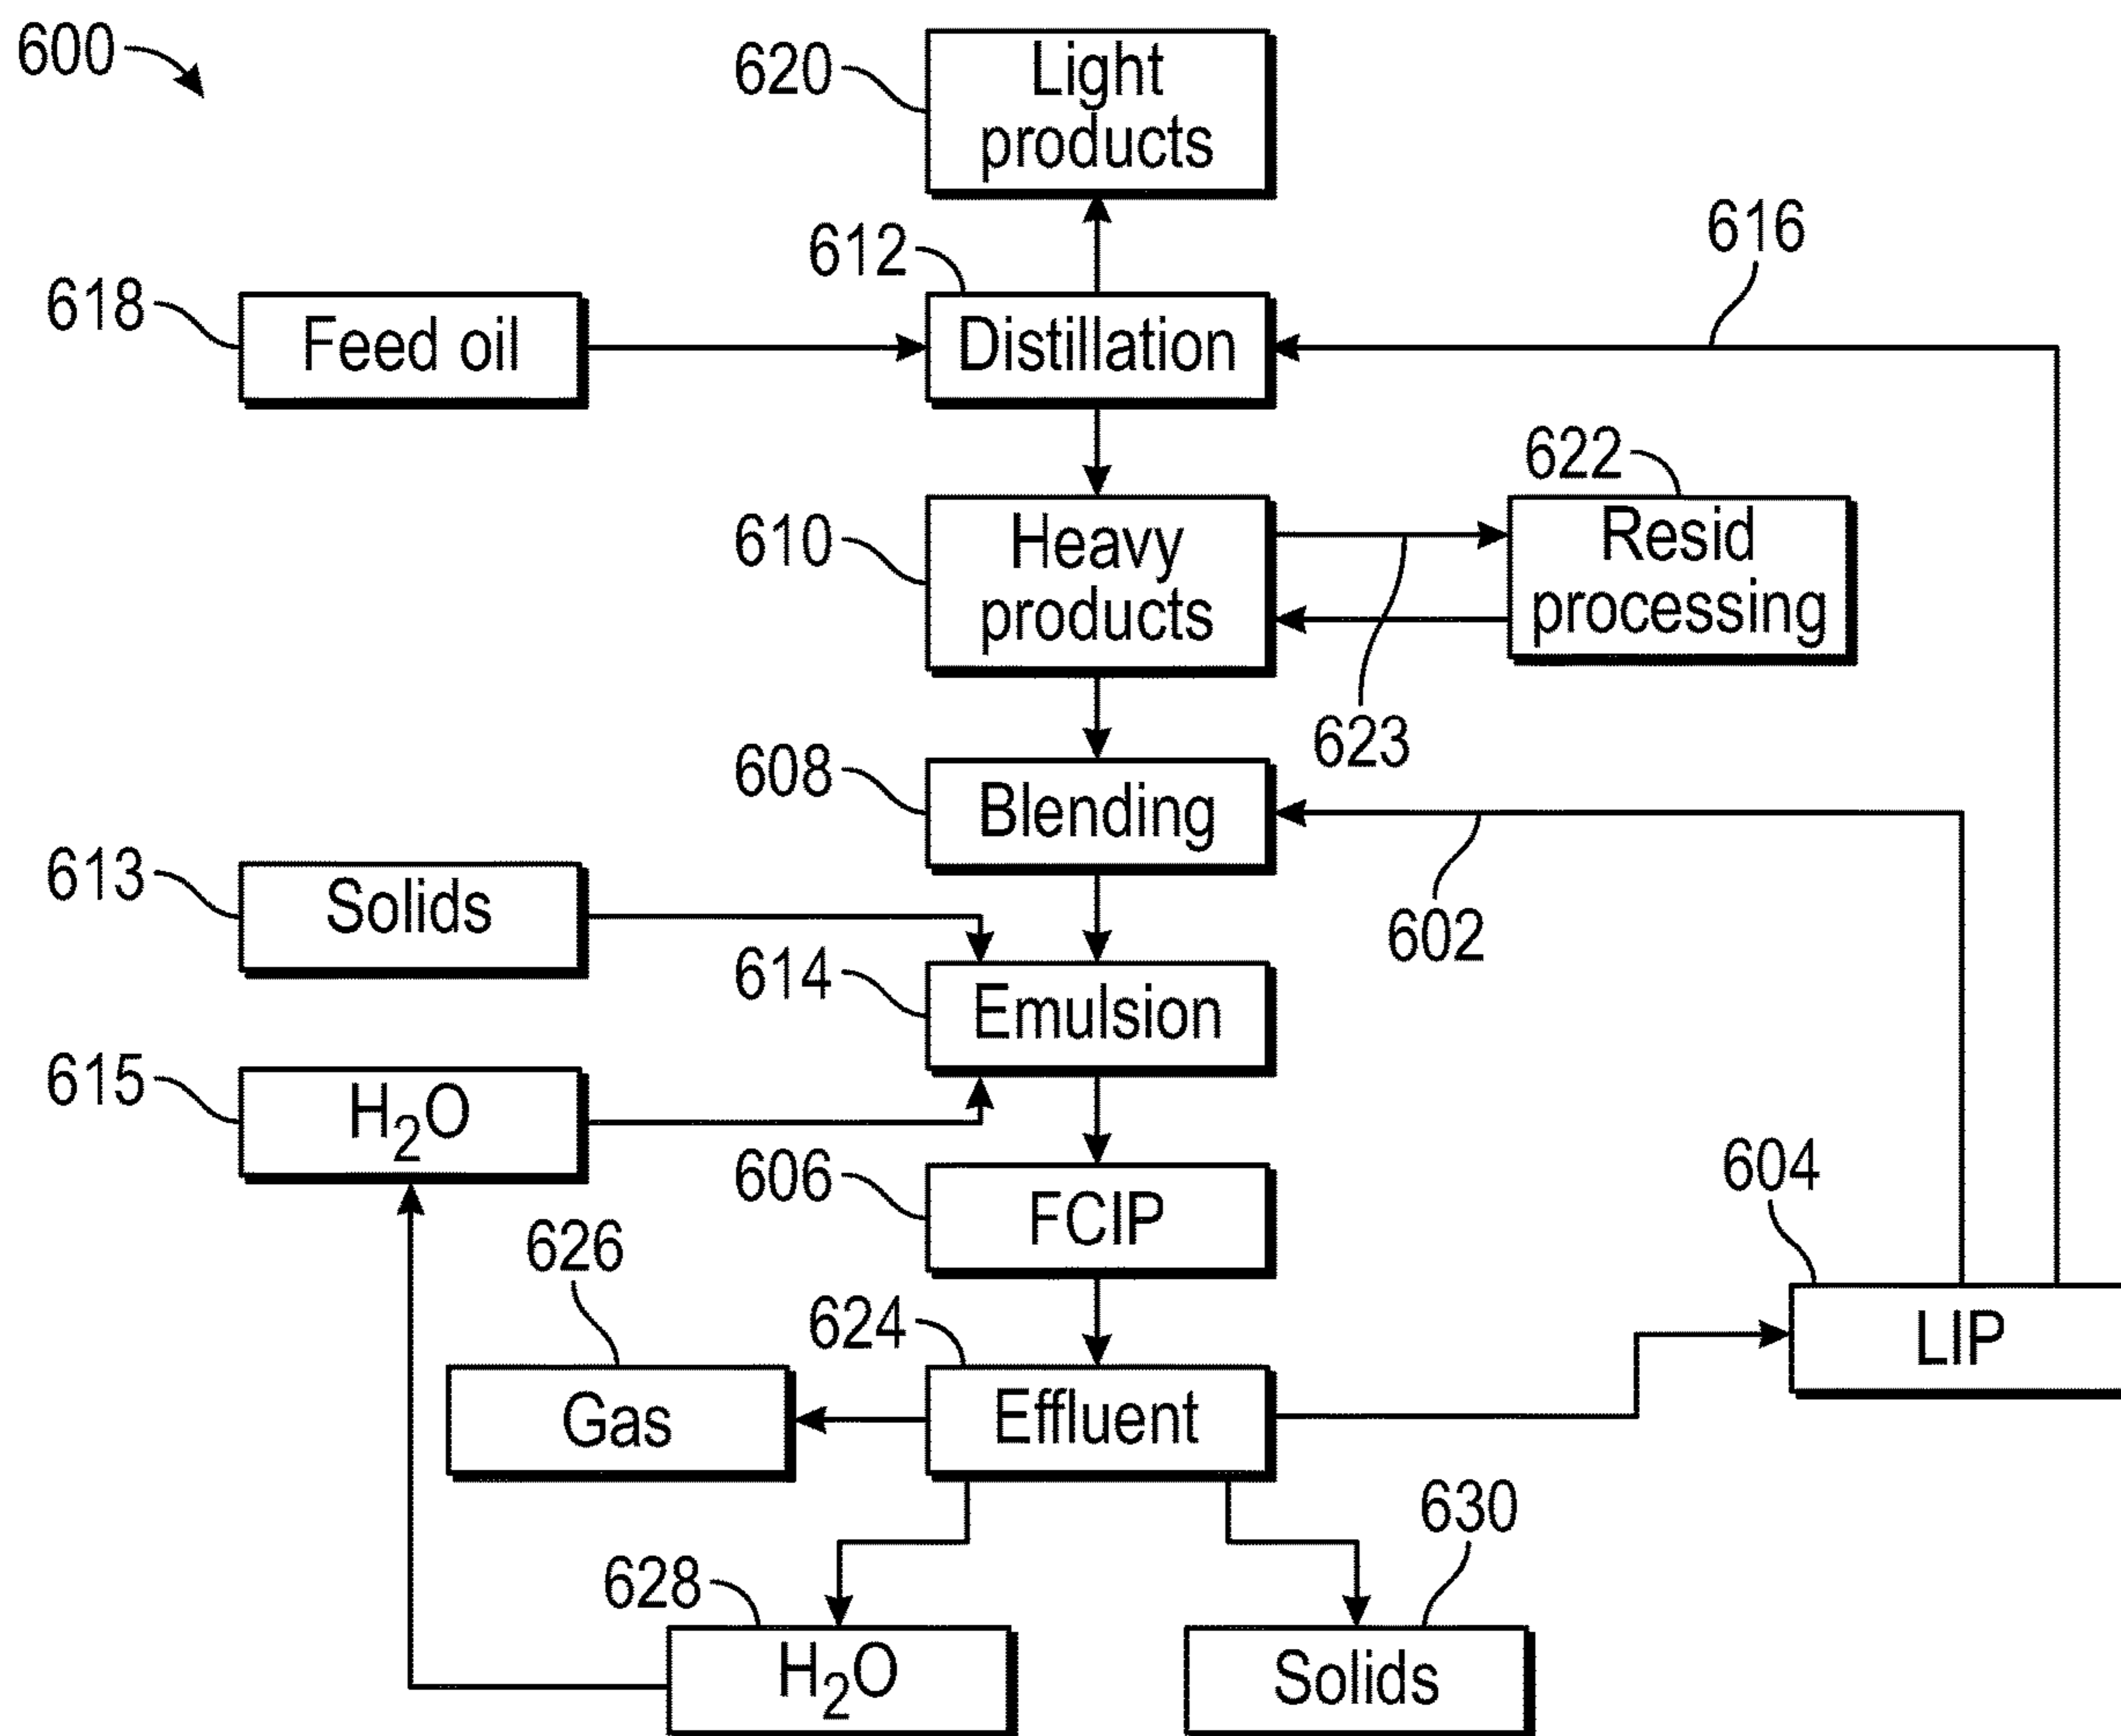 600
620
Light
products
612
616
618
Feed oil
Distillation
622
610
Heavy
products
Resid
processing
623
608
Blending
613
Solids
602
614
Emulsion
615
H₂O
606
FCIP
604
626
624
LIP
Gas
Effluent
630
628
H₂O
Solids